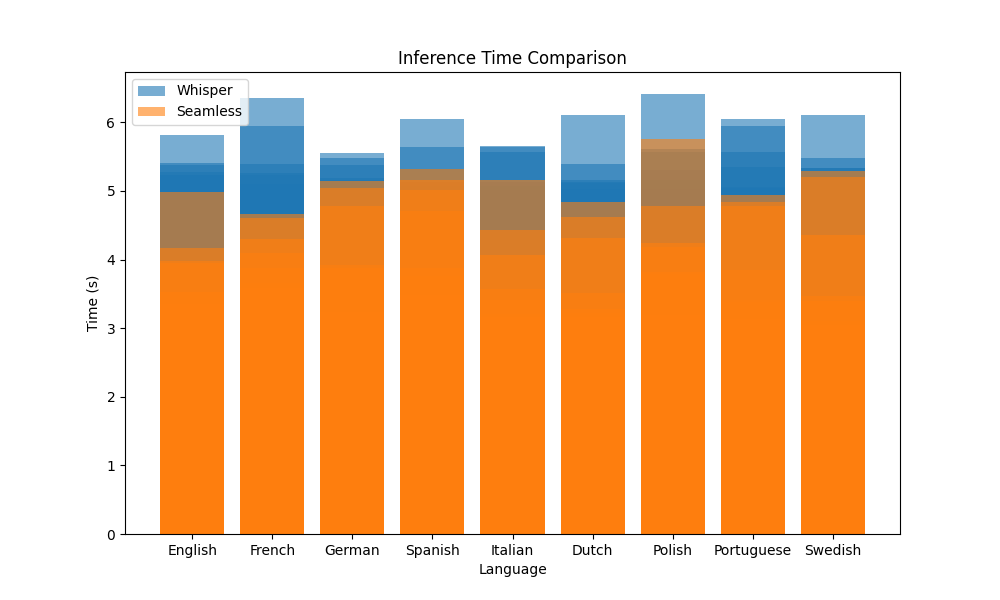 Inference Time Comparison
Whisper
Seamless
Time (s)
6
5
4
3
2
1
0
English French German Spanish Italian Dutch Polish Portuguese Swedish
Language